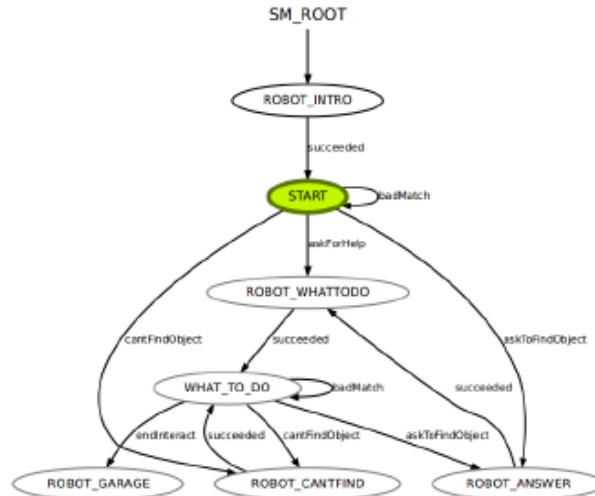 SM_ROOT
ROBOT_INTRO
succeeded
START
badMatch
askForHelp
ROBOT_WHATTODO
cantFindObject
succeeded
askToFindObject
WHAT_TO_DO
badMatch
succeeded
endInteract
succeeded
cantFindObject
askToFindObject
ROBOT_GARAGE
ROBOT_CANTFIND
ROBOT_ANSWER